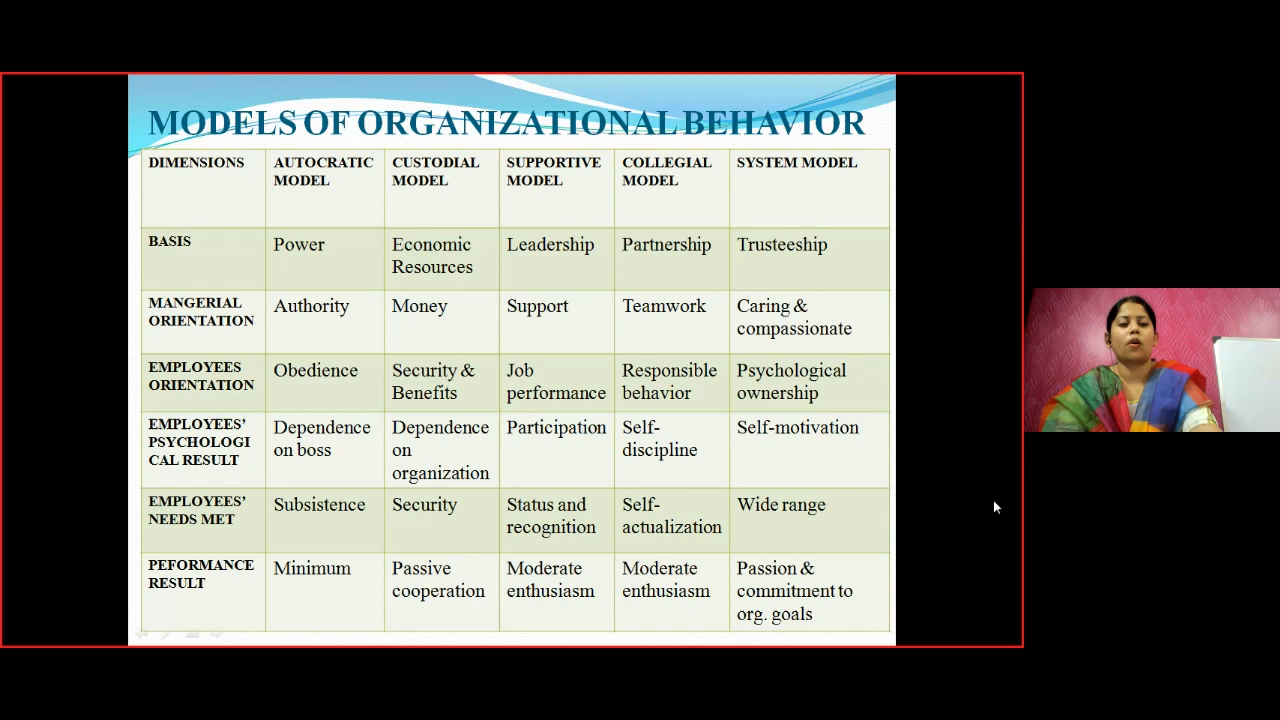 MODELS OF ORGANIZATIONAL BEHAVIOR
DIMENSIONS
AUTOCRATIC
MODEL
CUSTODIAL
MODEL
SUPPORTIVE
MODEL
COLLEGIAL
MODEL
SYSTEM MODEL
BASIS
Power
Economic
Resources
Leadership
Partnership
Trusteeship
MANGERIAL
ORIENTATION
Authority
Money
Support
Teamwork
Caring &
compassionate
EMPLOYEES
ORIENTATION
Obedience
Security &
Benefits
Job
performance
Responsible
behavior
Psychological
ownership
EMPLOYEES’
PSYCHOLOGI
CAL RESULT
Dependence
on boss
Dependence
on
organization
Participation
Self-
discipline
Self-motivation
EMPLOYEES’
NEEDS MET
Subsistence
Security
Status and
recognition
Self-
actualization
Wide range
PEFORMANCE
RESULT
Minimum
Passive
cooperation
Moderate
enthusiasm
Moderate
enthusiasm
Passion &
commitment to
org. goals